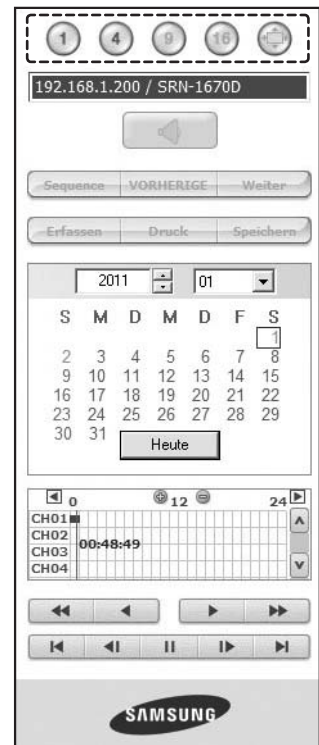 1 4 9 16
192.168.1.200 / SRN-1670D
Sequence VORHERIGE Weiter
Erfassen Druck Speichern
2011 01
S M D M D F S
1
2 3 4 5 6 7 8
9 10 11 12 13 14 15
16 17 18 19 20 21 22
23 24 25 26 27 28 29
30 31 Heute
0 12 24
CH01
CH02
00:48:49
CH03
CH04
SAMSUNG